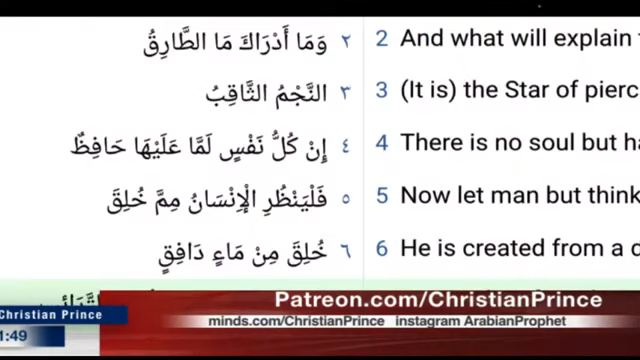 وَمَا أَدْرَاكَ مَا الطَّارِقُ ٢ 2 And what will explain
النَّجْمُ الثَّاقِبُ ٣ 3 (It is) the Star of pierc
إِنْ كُلُّ نَفْسٍ لَمَّا عَلَيْهَا حَافِظٌ ٤ 4 There is no soul but ha
فَلْيَنْظُرِ الْإِنْسَانُ مِمَّ خُلِقَ ٥ 5 Now let man but think
خُلِقَ مِنْ مَاءٍ دَافِقٍ ٦ 6 He is created from a d
Patreon.com/ChristianPrince
Christian Prince
minds.com/ChristianPrince instagram ArabianProphet
1:49